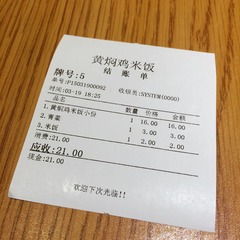 黄焖鸡米饭
结 账 单
牌号:5
单号:P15031900092 收银员:SYSTEM(0000)
时间:03-19 18:25
品名 数量 价格 金额
1.黄焖鸡米饭小份 1 16.00 16.00
2.青菜 1 3.00 3.00
3.米饭 1 2.00 2.00
消费:21.00
应收:21.00
现金:21.00
欢迎下次光临!!